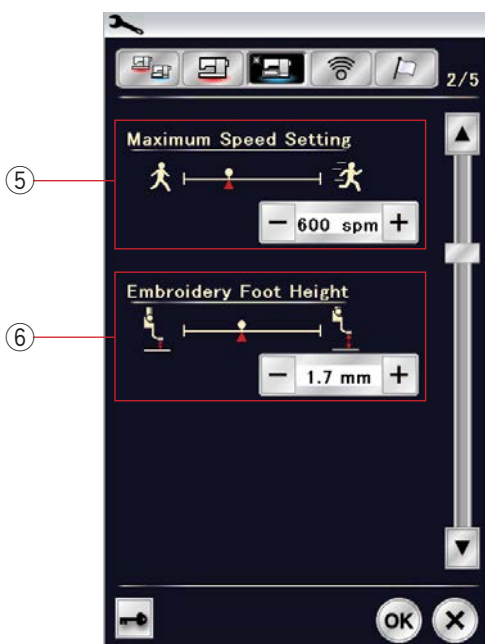 2/5
⑤
Maximum Speed Setting
− 600 spm +
⑥
Embroidery Foot Height
− 1.7 mm +
OK